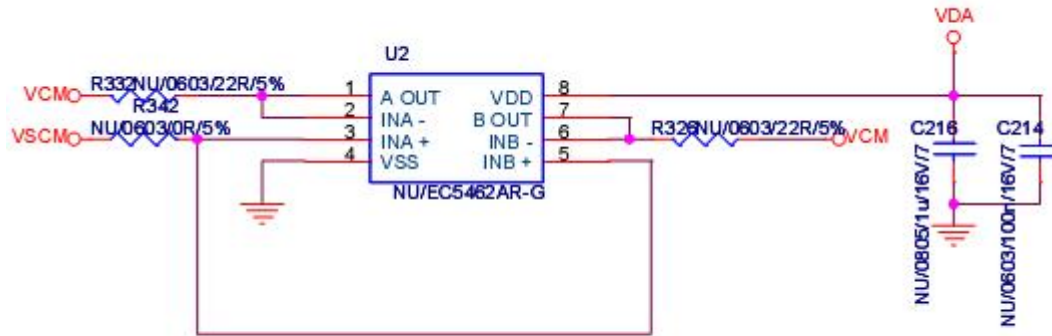 VDA
U2
R332NU/0603/22R/5%
VCM
R342
VSCM
NU/0603/0R/5%
1 A OUT VDD 8
2 INA - B OUT 7
3 INA + INB - 6
4 VSS INB + 5
NU/EC5462AR-G
R326NU/0603/22R/5%
VCM
C216
C214
NU/0805/1u/16V/7
NU/0603/100n/16V/7